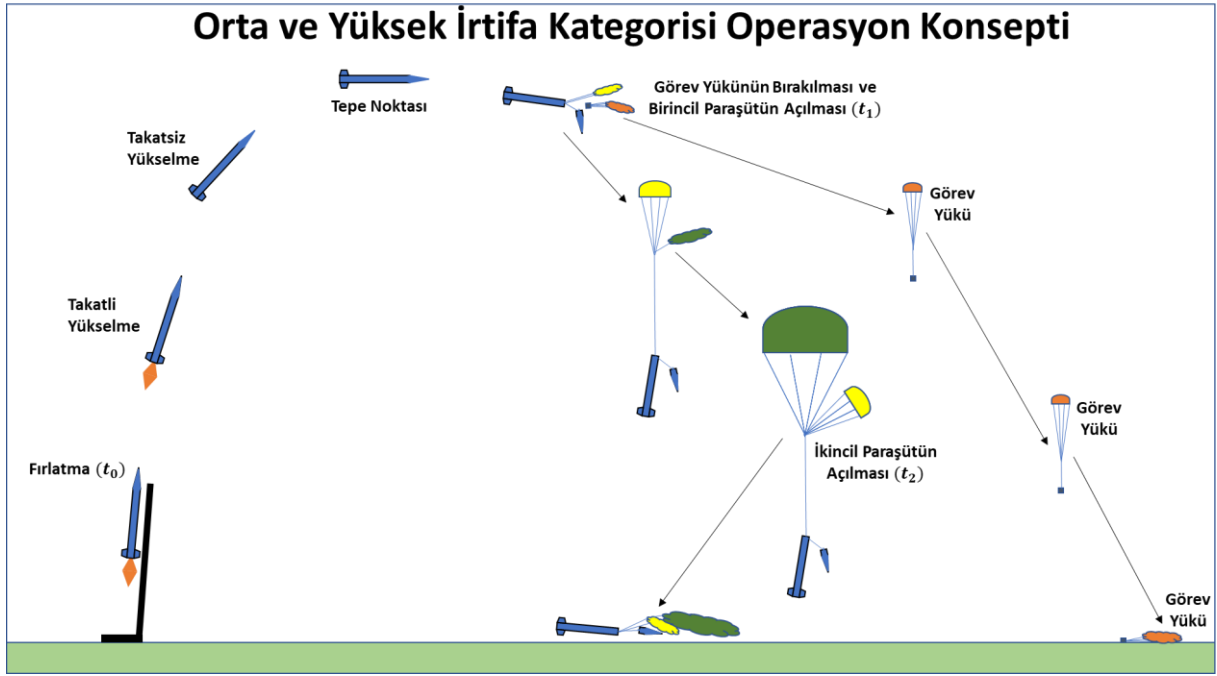 Orta ve Yüksek İrtifa Kategorisi Operasyon Konsepti
Tepe Noktası
Görev Yükünün Bırakılması ve
Birincil Paraşütün Açılması (t₁)
Takatsiz
Yükselme
Görev
Yükü
Takatli
Yükselme
Görev
Yükü
İkincil Paraşütün
Açılması (t₂)
Fırlatma (t₀)
Görev
Yükü